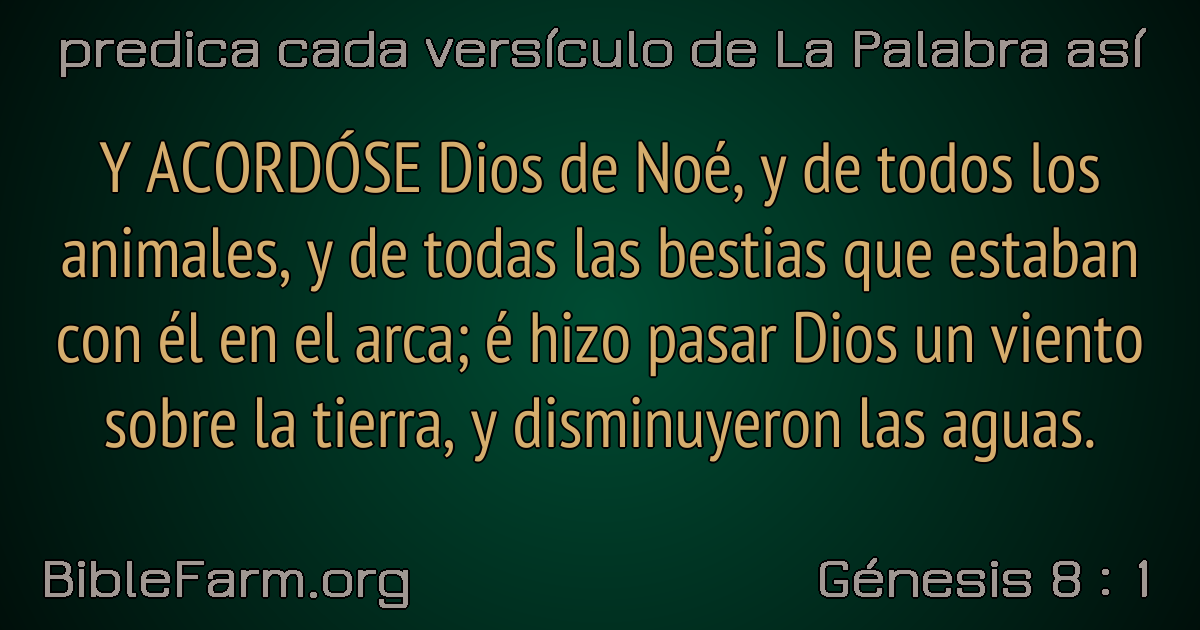 predica cada versículo de La Palabra así
Y ACORDÓSE Dios de Noé, y de todos los
animales, y de todas las bestias que estaban
con él en el arca; é hizo pasar Dios un viento
sobre la tierra, y disminuyeron las aguas.
BibleFarm.org
Génesis 8 : 1